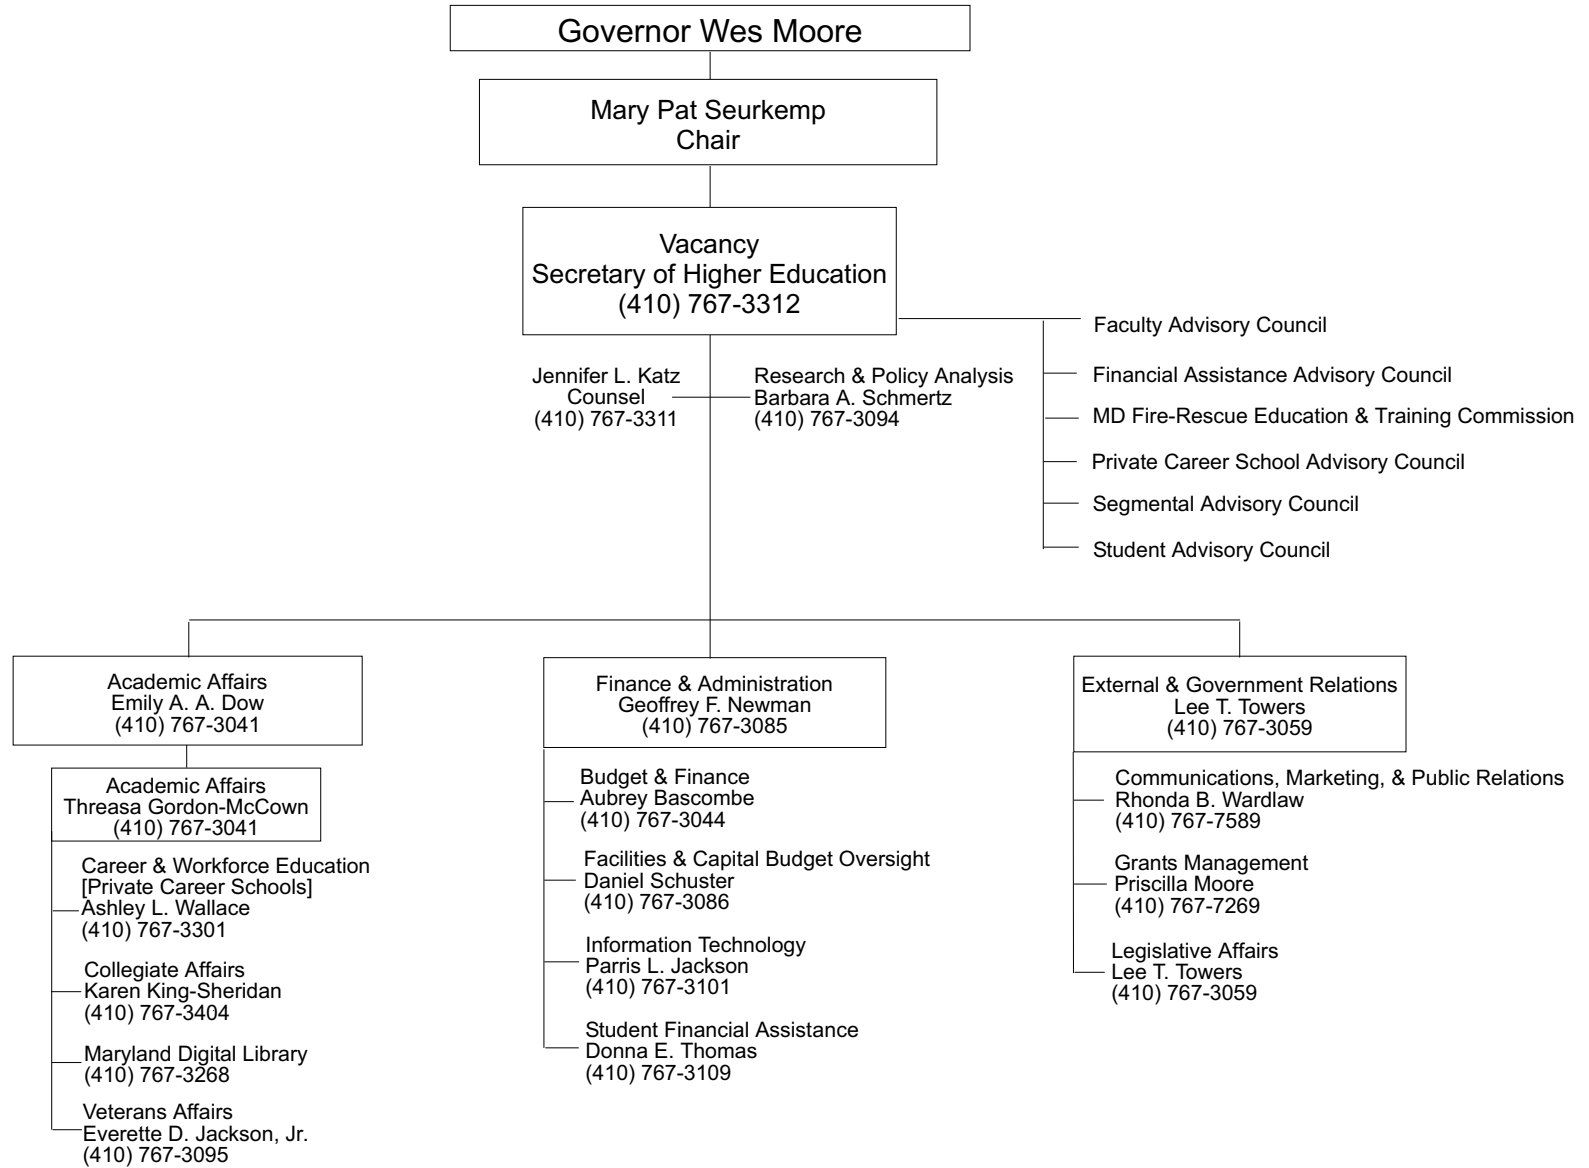 Governor Wes Moore
Mary Pat Seurkemp
Chair
Vacancy
Secretary of Higher Education
(410) 767-3312
Faculty Advisory Council
Financial Assistance Advisory Council
MD Fire-Rescue Education & Training Commission
Private Career School Advisory Council
Segmental Advisory Council
Student Advisory Council
Jennifer L. Katz
Counsel
(410) 767-3311
Research & Policy Analysis
Barbara A. Schmertz
(410) 767-3094
Academic Affairs
Emily A. A. Dow
(410) 767-3041
Academic Affairs
Threasa Gordon-McCown
(410) 767-3041
Career & Workforce Education
[Private Career Schools]
Ashley L. Wallace
(410) 767-3301
Collegiate Affairs
Karen King-Sheridan
(410) 767-3404
Maryland Digital Library
(410) 767-3268
Veterans Affairs
Everette D. Jackson, Jr.
(410) 767-3095
Finance & Administration
Geoffrey F. Newman
(410) 767-3085
Budget & Finance
Aubrey Bascombe
(410) 767-3044
Facilities & Capital Budget Oversight
Daniel Schuster
(410) 767-3086
Information Technology
Parris L. Jackson
(410) 767-3101
Student Financial Assistance
Donna E. Thomas
(410) 767-3109
External & Government Relations
Lee T. Towers
(410) 767-3059
Communications, Marketing, & Public Relations
Rhonda B. Wardlaw
(410) 767-7589
Grants Management
Priscilla Moore
(410) 767-7269
Legislative Affairs
Lee T. Towers
(410) 767-3059